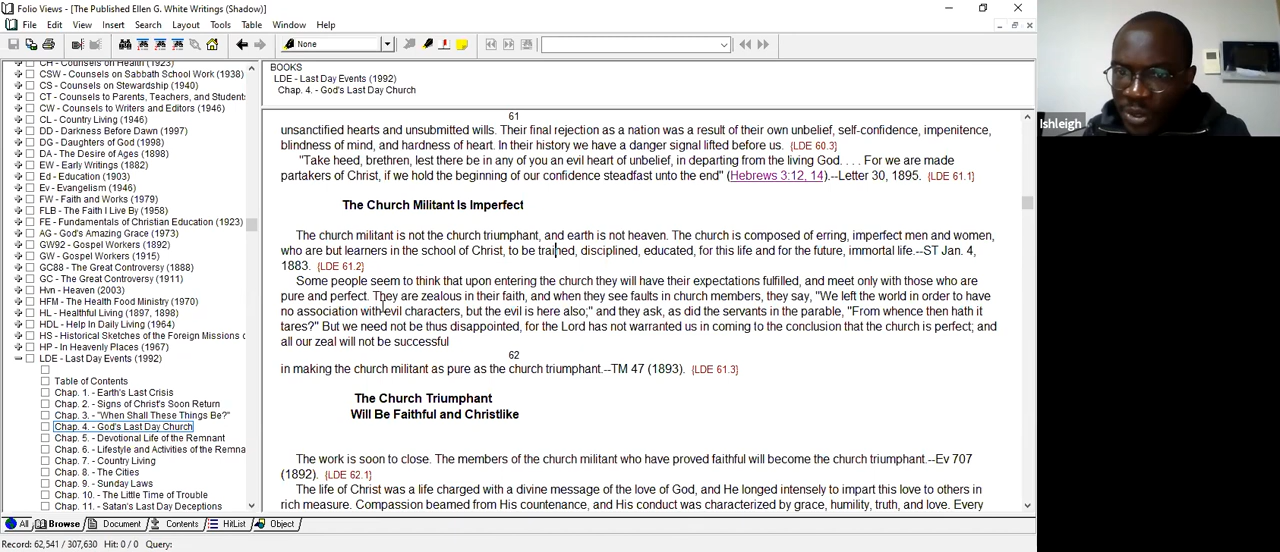 Folio Views - [The Published Ellen G. White Writings (Shadow)]
File Edit View Insert Search Layout Tools Table Window Help
None
CH - Counsels on Health (1923)
CSW - Counsels on Sabbath School Work (1938)
CS - Counsels on Stewardship (1940)
CT - Counsels to Parents, Teachers, and Students
CW - Counsels to Writers and Editors (1946)
CL - Country Living (1946)
DD - Darkness Before Dawn (1997)
DG - Daughters of God (1998)
DA - The Desire of Ages (1898)
EW - Early Writings (1882)
Ed - Education (1903)
Ev - Evangelism (1946)
FW - Faith and Works (1979)
FLB - The Faith I Live By (1958)
FE - Fundamentals of Christian Education (1923)
AG - God's Amazing Grace (1973)
GW92 - Gospel Workers (1892)
GW - Gospel Workers (1915)
GC88 - The Great Controversy (1888)
GC - The Great Controversy (1911)
Hvn - Heaven (2003)
HFM - The Health Food Ministry (1970)
HL - Healthful Living (1897, 1898)
HDL - Help In Daily Living (1964)
HS - Historical Sketches of the Foreign Missions o
HP - In Heavenly Places (1967)
LDE - Last Day Events (1992)
Table of Contents
Chap. 1. - Earth's Last Crisis
Chap. 2. - Signs of Christ's Soon Return
Chap. 3. - "When Shall These Things Be?"
Chap. 4. - God's Last Day Church
Chap. 5. - Devotional Life of the Remnant
Chap. 6. - Lifestyle and Activities of the Remna
Chap. 7. - Country Living
Chap. 8. - The Cities
Chap. 9. - Sunday Laws
Chap. 10. - The Little Time of Trouble
Chap. 11. - Satan's Last Day Deceptions
All Browse Document Contents HitList Object
Record: 62,541 / 307,630 Hit: 0 / 0 Query:
BOOKS
LDE - Last Day Events (1992)
Chap. 4. - God's Last Day Church
61
unsanctified hearts and unsubmitted wills. Their final rejection as a nation was a result of their own unbelief, self-confidence, impenitence,
blindness of mind, and hardness of heart. In their history we have a danger signal lifted before us. {LDE 60.3}
"Take heed, brethren, lest there be in any of you an evil heart of unbelief, in departing from the living God. . . . For we are made
partakers of Christ, if we hold the beginning of our confidence steadfast unto the end" (Hebrews 3:12, 14).--Letter 30, 1895. {LDE 61.1}
The Church Militant Is Imperfect
The church militant is not the church triumphant, and earth is not heaven. The church is composed of erring, imperfect men and women,
who are but learners in the school of Christ, to be trained, disciplined, educated, for this life and for the future, immortal life.--ST Jan. 4,
1883. {LDE 61.2}
Some people seem to think that upon entering the church they will have their expectations fulfilled, and meet only with those who are
pure and perfect. They are zealous in their faith, and when they see faults in church members, they say, "We left the world in order to have
no association with evil characters, but the evil is here also;" and they ask, as did the servants in the parable, "From whence then hath it
tares?" But we need not be thus disappointed, for the Lord has not warranted us in coming to the conclusion that the church is perfect; and
all our zeal will not be successful
62
in making the church militant as pure as the church triumphant.--TM 47 (1893). {LDE 61.3}
The Church Triumphant
Will Be Faithful and Christlike
The work is soon to close. The members of the church militant who have proved faithful will become the church triumphant.--Ev 707
(1892). {LDE 62.1}
The life of Christ was a life charged with a divine message of the love of God, and He longed intensely to impart this love to others in
rich measure. Compassion beamed from His countenance, and His conduct was characterized by grace, humility, truth, and love. Every
Ishleigh